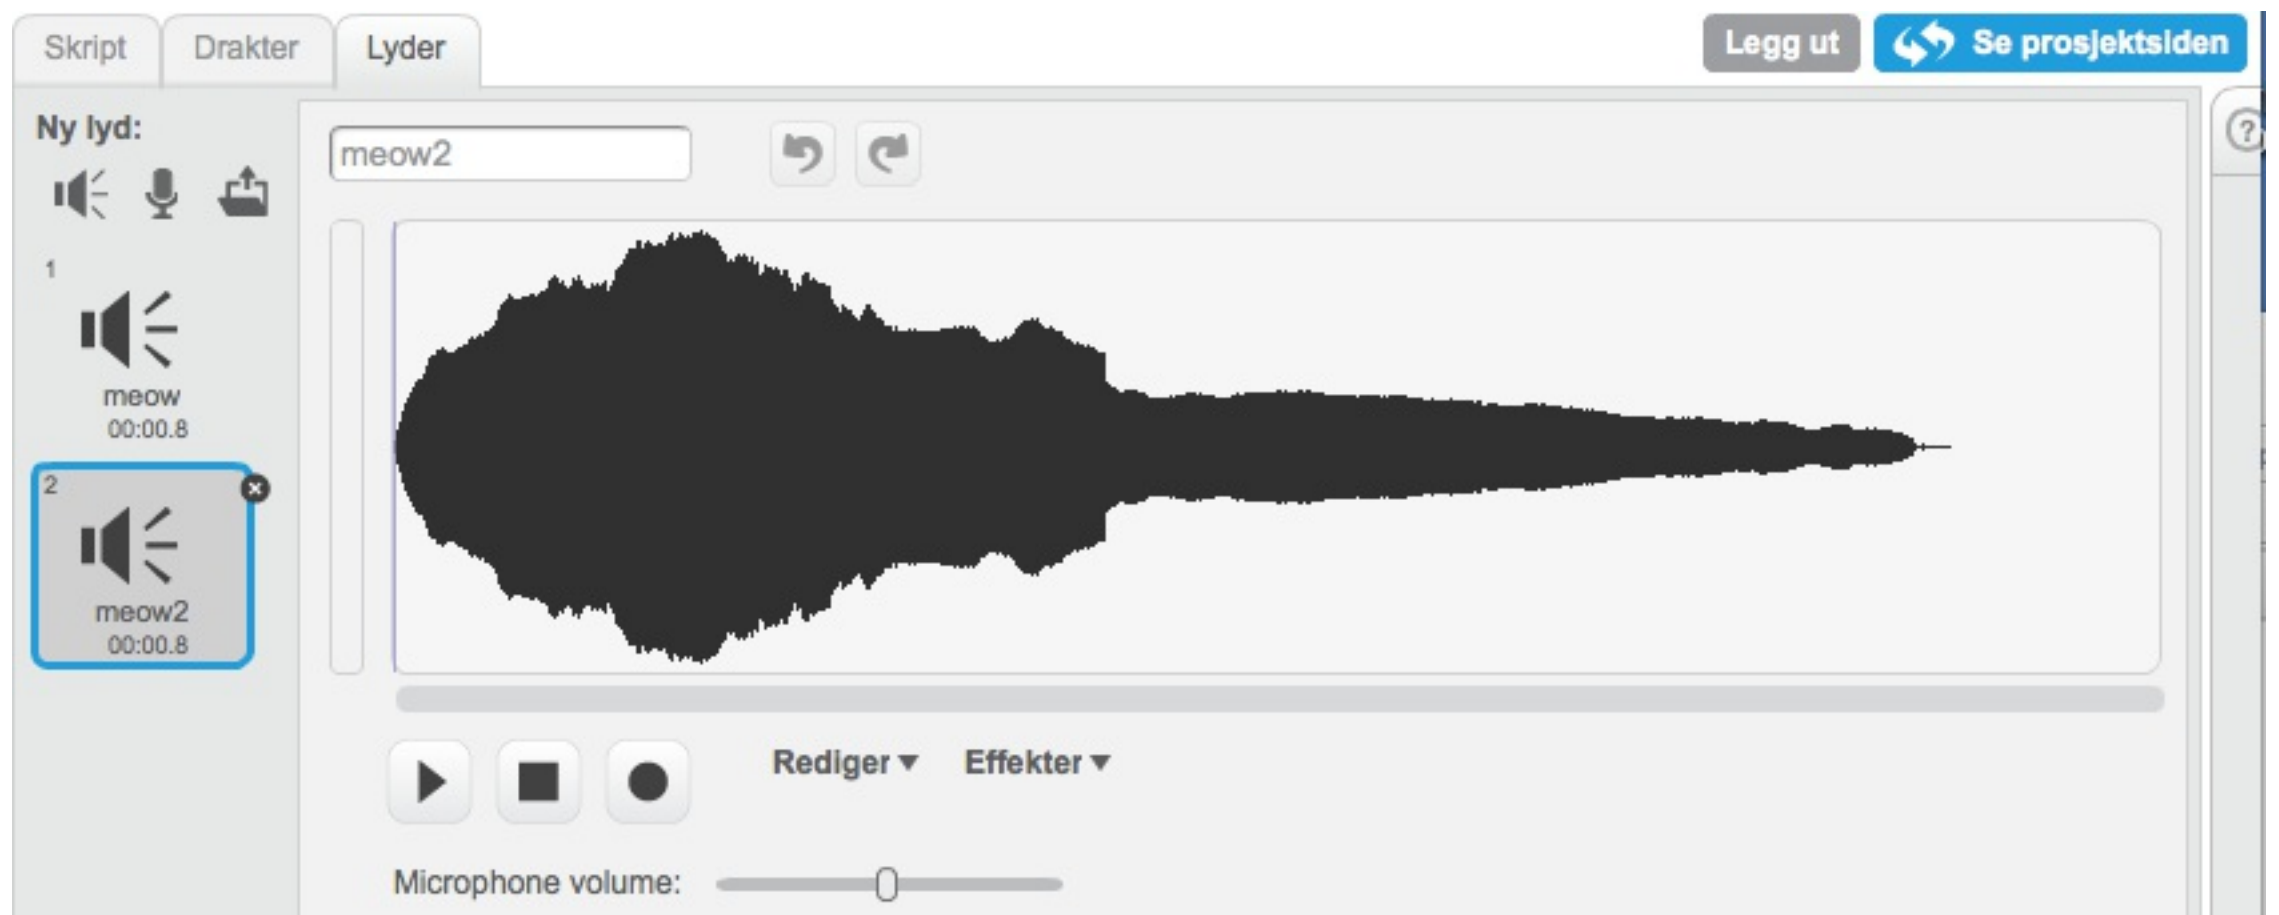 Skript Drakter Lyder Legg ut Se prosjektsiden
Ny lyd:
meow2
?
1
meow
00:00.8
2
meow2
00:00.8
Rediger Effekter
Microphone volume: